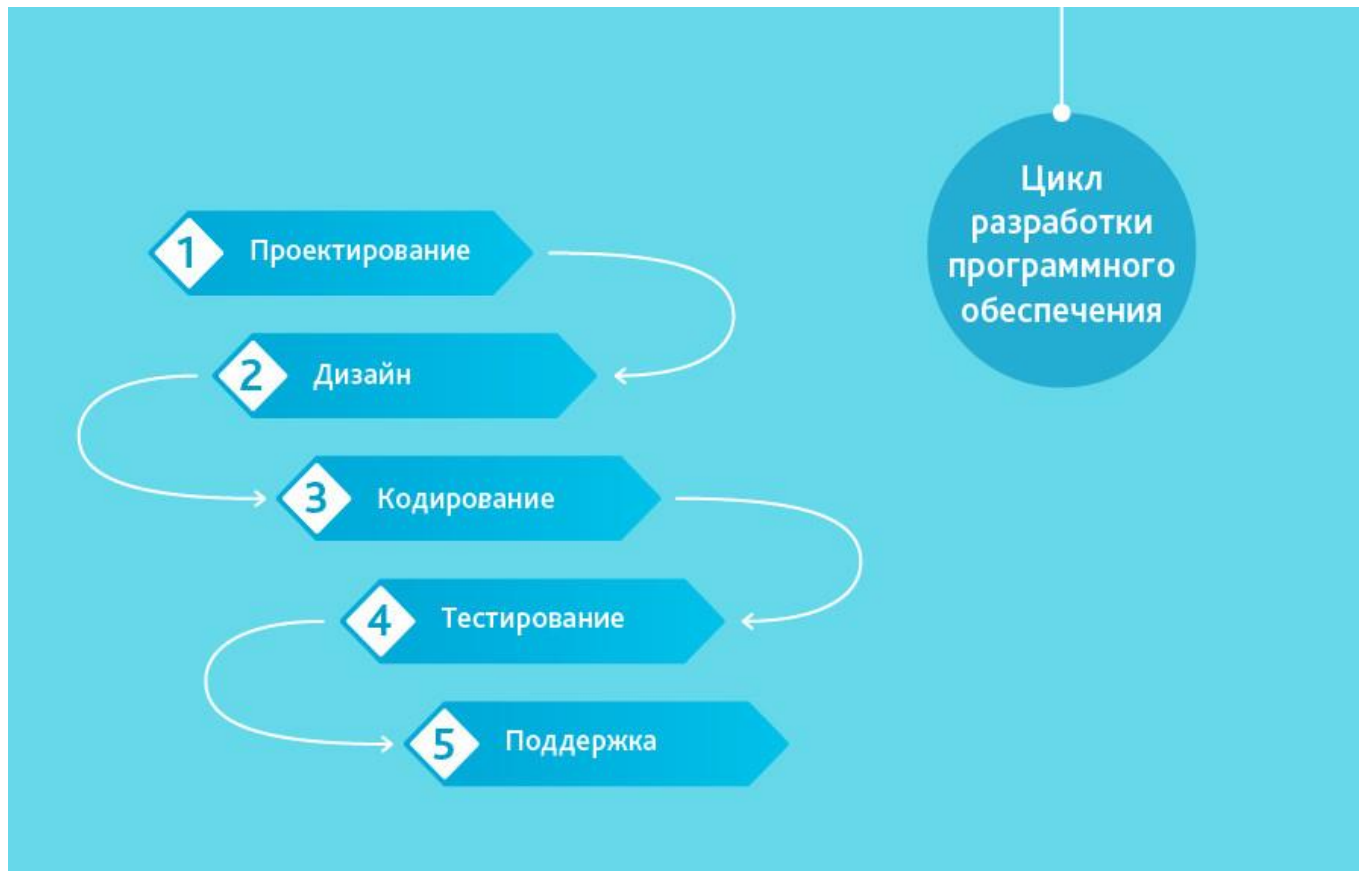 Цикл
разработки
программного
обеспечения
1 Проектирование
2 Дизайн
3 Кодирование
4 Тестирование
5 Поддержка